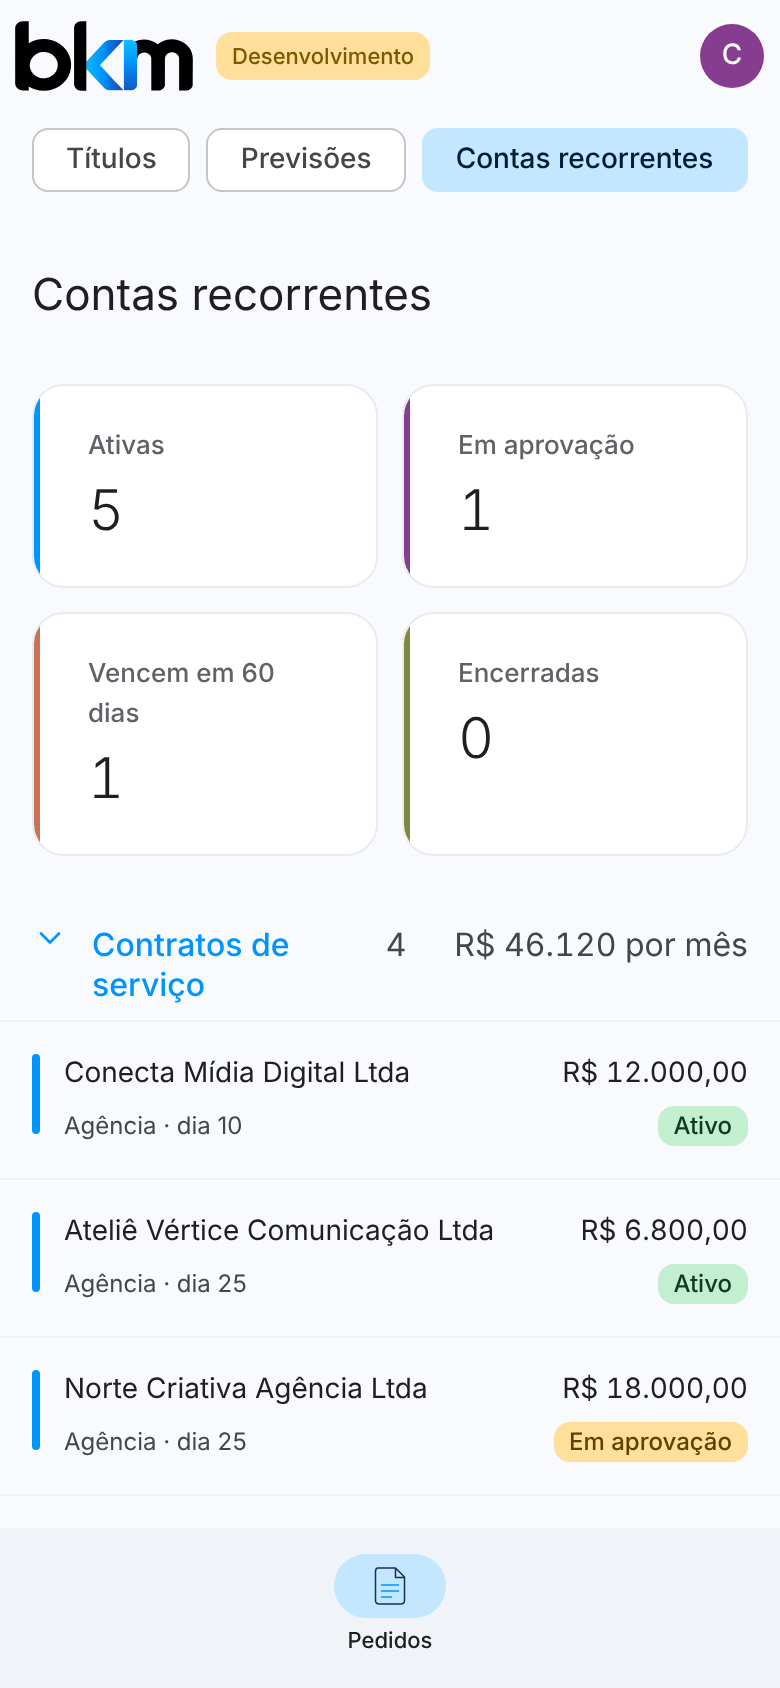 bkm
Desenvolvimento
C
Títulos
Previsões
Contas recorrentes
Contas recorrentes
Ativas
5
Em aprovação
1
Vencem em 60
dias
1
Encerradas
0
Contratos de
serviço
4
R$ 46.120 por mês
Conecta Mídia Digital Ltda
R$ 12.000,00
Agência · dia 10
Ativo
Ateliê Vértice Comunicação Ltda
R$ 6.800,00
Agência · dia 25
Ativo
Norte Criativa Agência Ltda
R$ 18.000,00
Agência · dia 25
Em aprovação
Pedidos